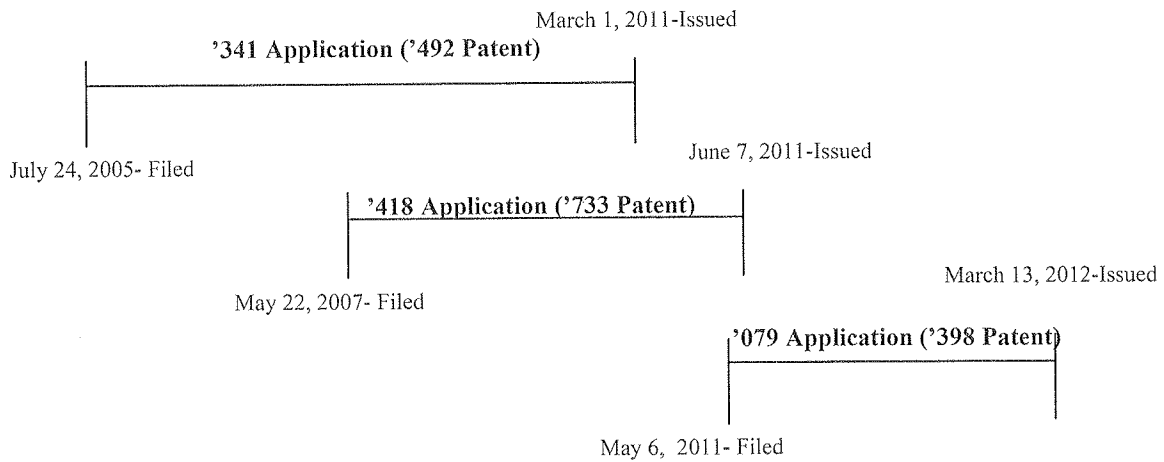 March 1, 2011-Issued
’341 Application (’492 Patent)
July 24, 2005- Filed
June 7, 2011-Issued
’418 Application (’733 Patent)
May 22, 2007- Filed
March 13, 2012-Issued
’079 Application (’398 Patent)
May 6,  2011- Filed